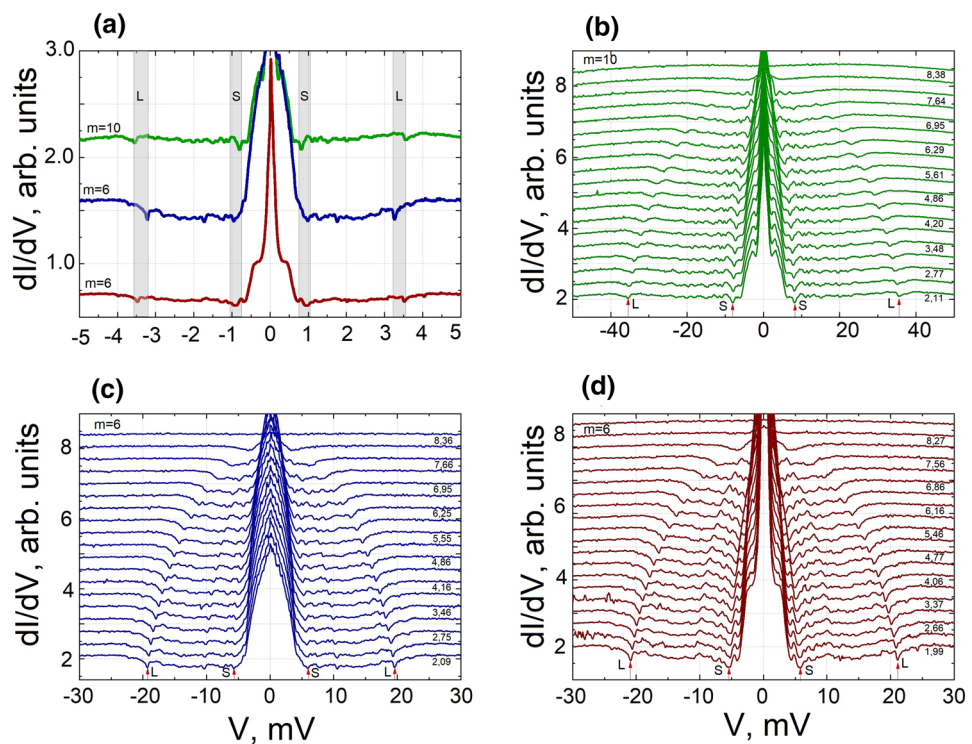 (a)
3.0
2.0
1.0
dI/dV, arb. units
L
S
S
L
m=10
m=6
m=6
-5 -4 -3 -2 -1 0 1 2 3 4 5
(b)
m=10
8
6
4
2
dI/dV, arb. units
8,38
7,64
6,95
6,29
5,61
4,86
4,20
3,48
2,77
2,11
L S S L
-40 -20 0 20 40
(c)
m=6
8
6
4
2
dI/dV, arb. units
8,36
7,66
6,95
6,25
5,55
4,86
4,16
3,46
2,75
2,09
L S S L
-30 -20 -10 0 10 20 30
V, mV
(d)
m=6
8
6
4
2
dI/dV, arb. units
8,27
7,56
6,86
6,16
5,46
4,77
4,06
3,37
2,66
1,99
L S S L
-30 -20 -10 0 10 20 30
V, mV